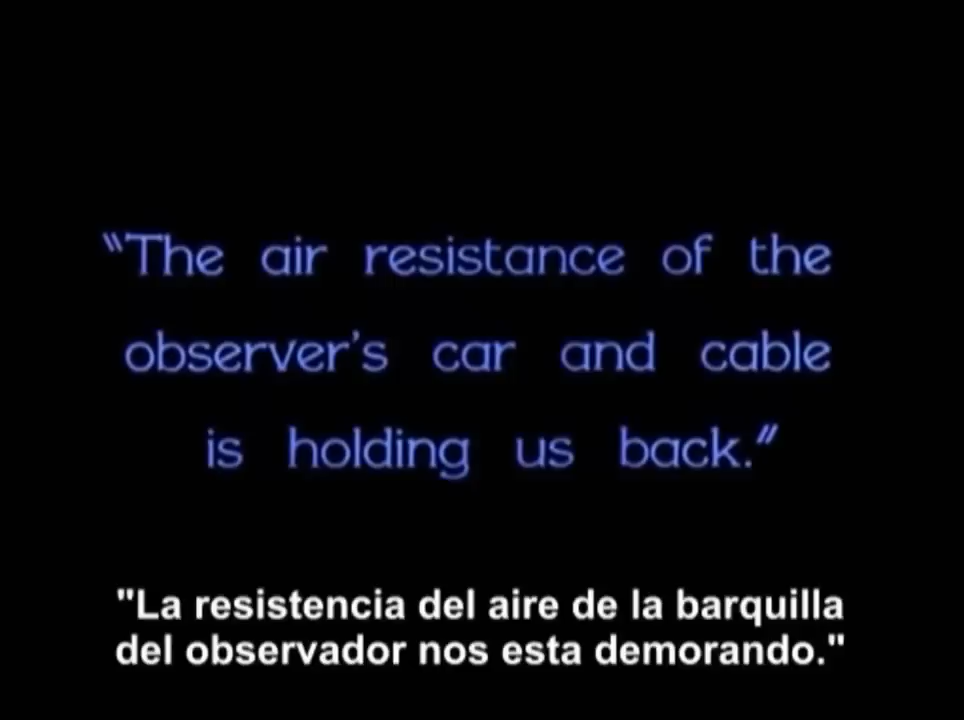 "The air resistance of the
observer's car and cable
is holding us back."
"La resistencia del aire de la barquilla
del observador nos esta demorando."